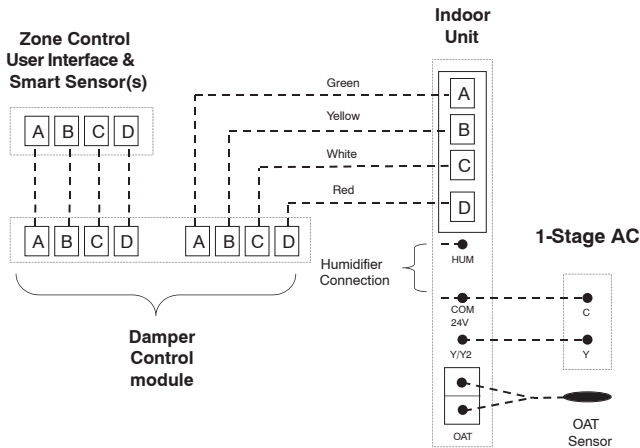 Indoor
Unit
Zone Control
User Interface &
Smart Sensor(s)
A B C D
Green
A
Yellow
B
White
C
Red
D
A B C D
A B C D
1-Stage AC
HUM
Humidifier
Connection
COM
24V
C
Y/Y2
Y
Damper
Control
module
OAT
OAT
Sensor